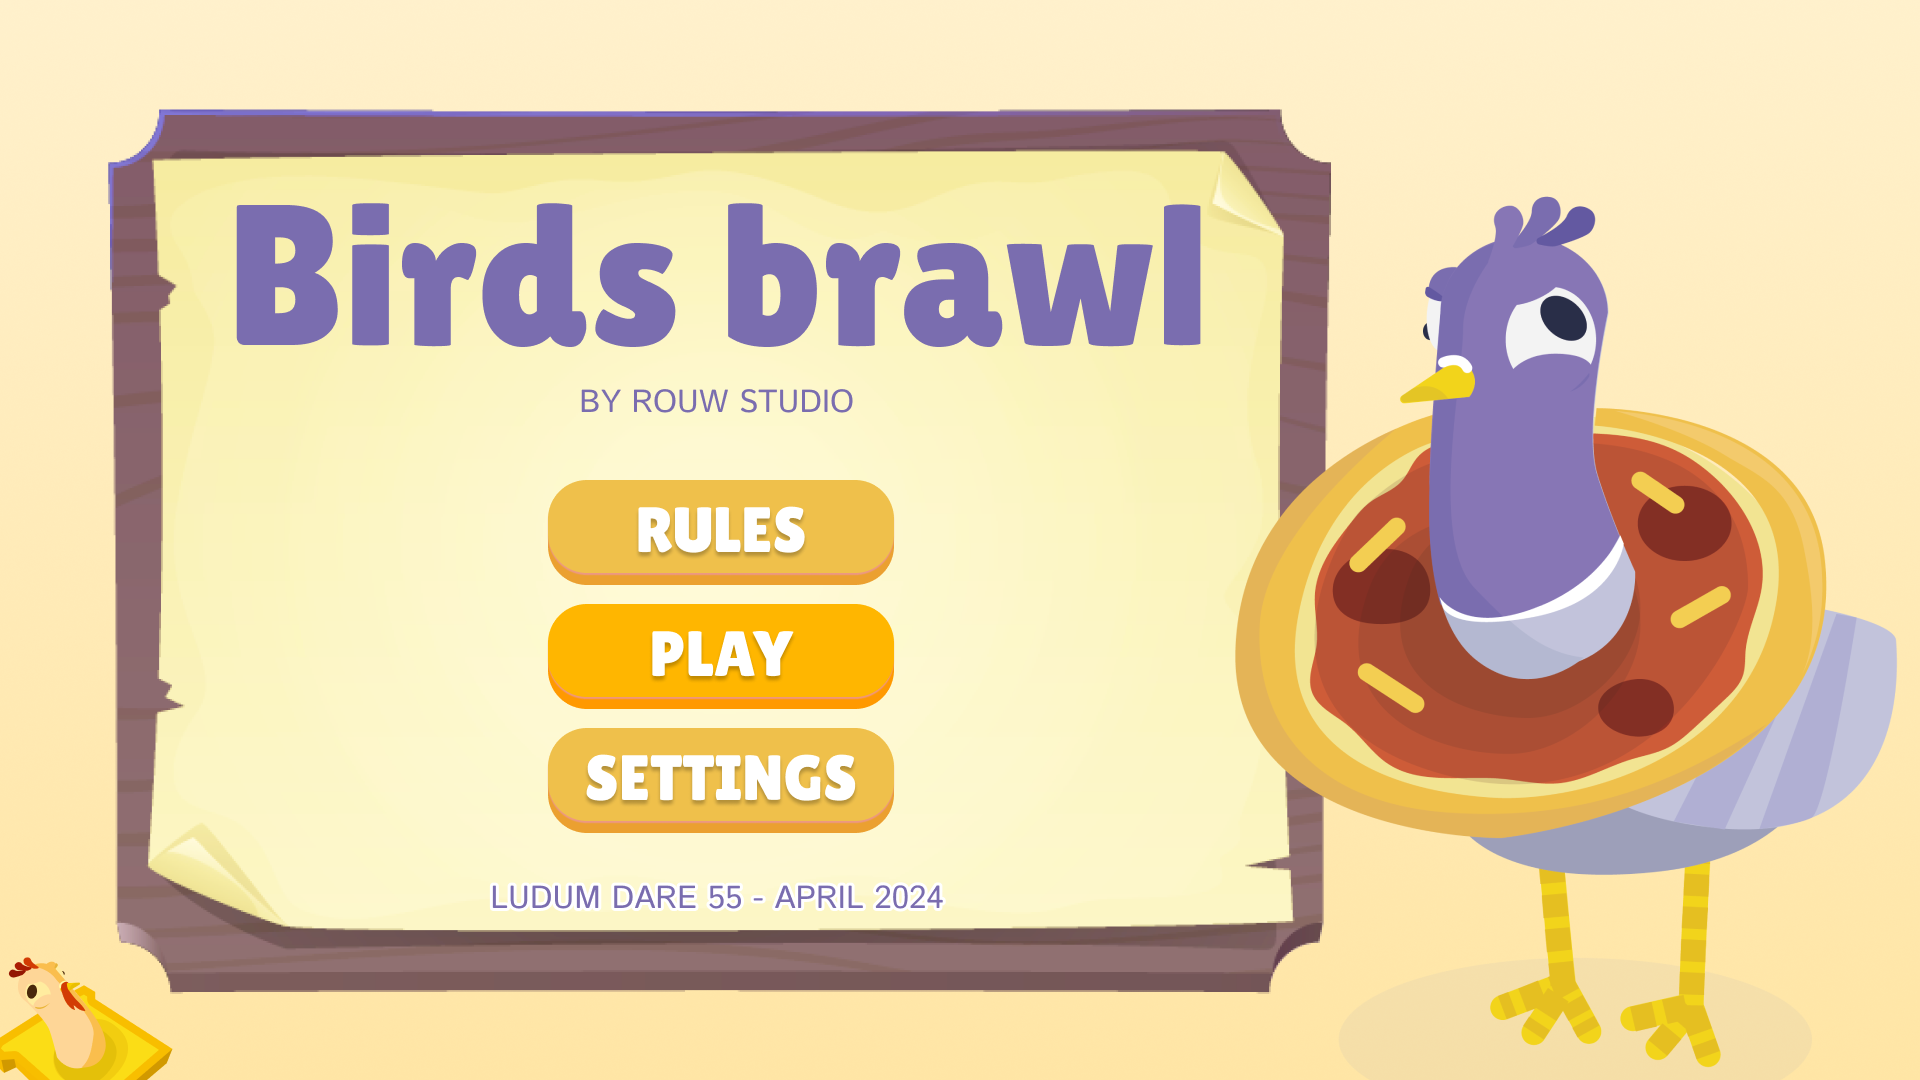 Birds brawl
BY ROUW STUDIO
RULES
PLAY
SETTINGS
LUDUM DARE 55 - APRIL 2024